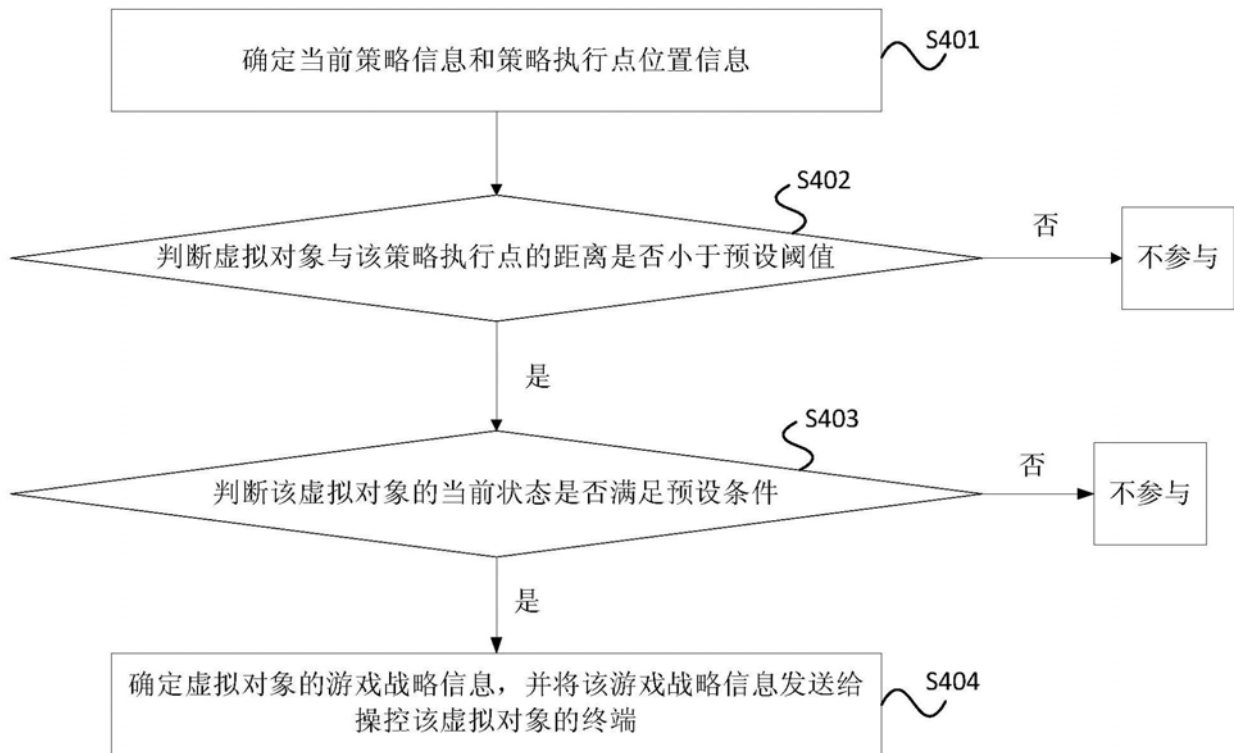 确定当前策略信息和策略执行点位置信息
S401
S402
判断虚拟对象与该策略执行点的距离是否小于预设阈值
否
不参与
是
S403
判断该虚拟对象的当前状态是否满足预设条件
否
不参与
是
确定虚拟对象的游戏战略信息，并将该游戏战略信息发送给
操控该虚拟对象的终端
S404